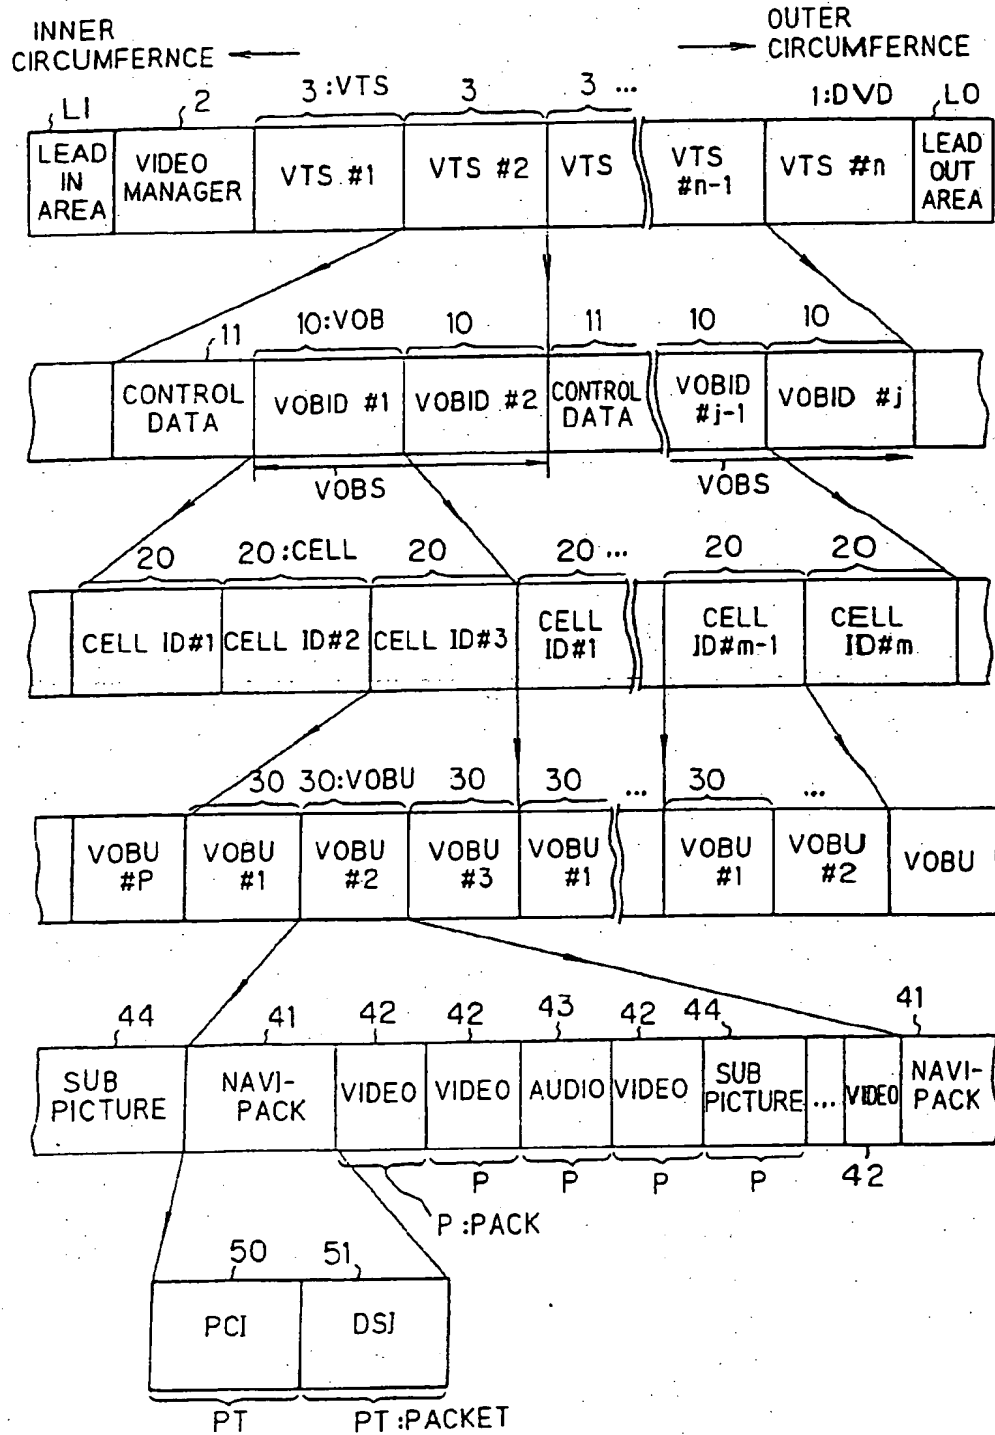 INNER
CIRCUMFERNCE
OUTER
CIRCUMFERNCE
LI 2 3:VTS 3 3 ... 1:DVD LO
LEAD IN AREA
VIDEO MANAGER
VTS #1
VTS #2
VTS
VTS #n-1
VTS #n
LEAD OUT AREA
11 10:VOB 10 11 10 10
CONTROL DATA
VOBID #1
VOBID #2
CONTROL DATA
VOBID #j-1
VOBID #j
VOBS VOBS
20 20:CELL 20 20 ... 20 20
CELL ID#1
CELL ID#2
CELL ID#3
CELL ID#1
CELL ID#m-1
CELL ID#m
30 30:VOBU 30 30 ... 30 ...
VOBU #P
VOBU #1
VOBU #2
VOBU #3
VOBU #1
VOBU #1
VOBU #2
VOBU
44 41 42 42 43 42 44 41
SUB PICTURE
NAVI-PACK
VIDEO
VIDEO
AUDIO
VIDEO
SUB PICTURE
...
VIDEO
NAVI-PACK
P P P P 42
P:PACK
50 51
PCI DSI
PT PT:PACKET